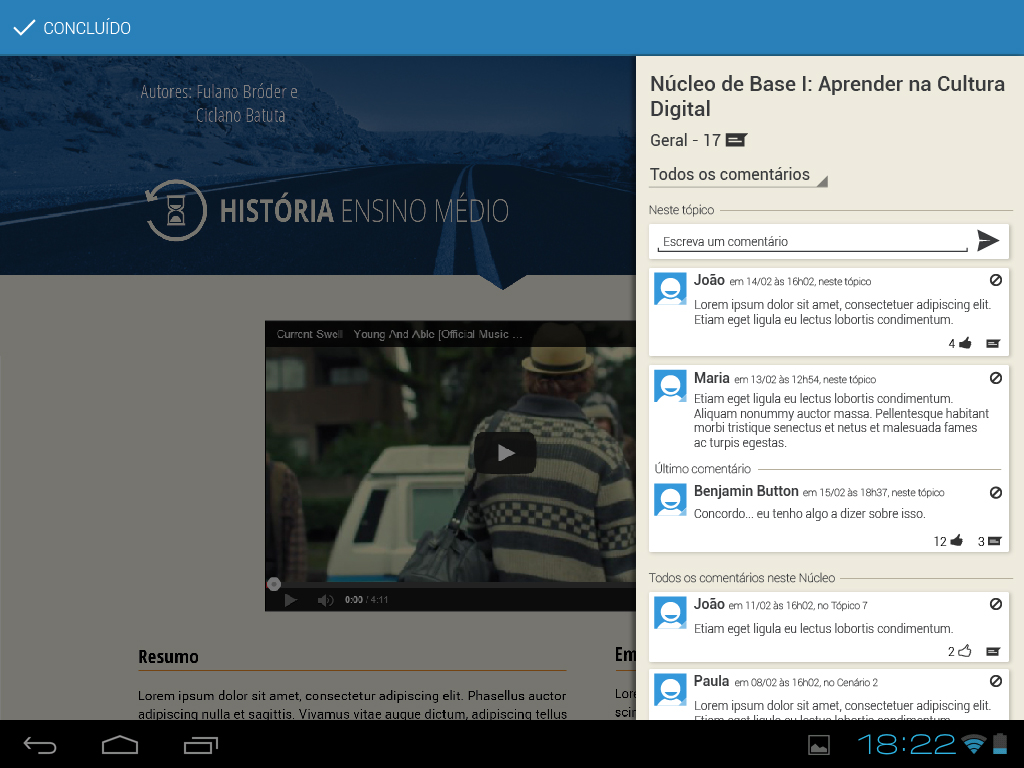 CONCLUÍDO
Autores: Fulano Bróder e
Ciclano Batuta
HISTÓRIA ENSINO MÉDIO
Current Swell Young And Able [Official Music ...
0:00 / 4:11
Resumo
Lorem ipsum dolor sit amet, consectetur adipiscing elit. Phasellus auctor
adipiscing nulla et sagittis. Vivamus vitae augue dictum, adipiscing tellus
Em
Lore
scin
Núcleo de Base I: Aprender na Cultura
Digital
Geral - 17
Todos os comentários
Neste tópico
Escreva um comentário
João em 14/02 às 16h02, neste tópico
Lorem ipsum dolor sit amet, consectetuer adipiscing elit.
Etiam eget ligula eu lectus lobortis condimentum.
4
Maria em 13/02 às 12h54, neste tópico
Etiam eget ligula eu lectus lobortis condimentum.
Aliquam nonummy auctor massa. Pellentesque habitant
morbi tristique senectus et netus et malesuada fames
ac turpis egestas.
Último comentário
Benjamin Button em 15/02 às 18h37, neste tópico
Concordo... eu tenho algo a dizer sobre isso.
12 3
Todos os comentários neste Núcleo
João em 11/02 às 16h02, no Tópico 7
Etiam eget ligula eu lectus lobortis condimentum.
2
Paula em 08/02 às 16h02, no Cenário 2
Lorem ipsum dolor sit amet, consectetuer adipiscing elit.
Etiam eget ligula eu lectus lobortis condimentum.
18:22